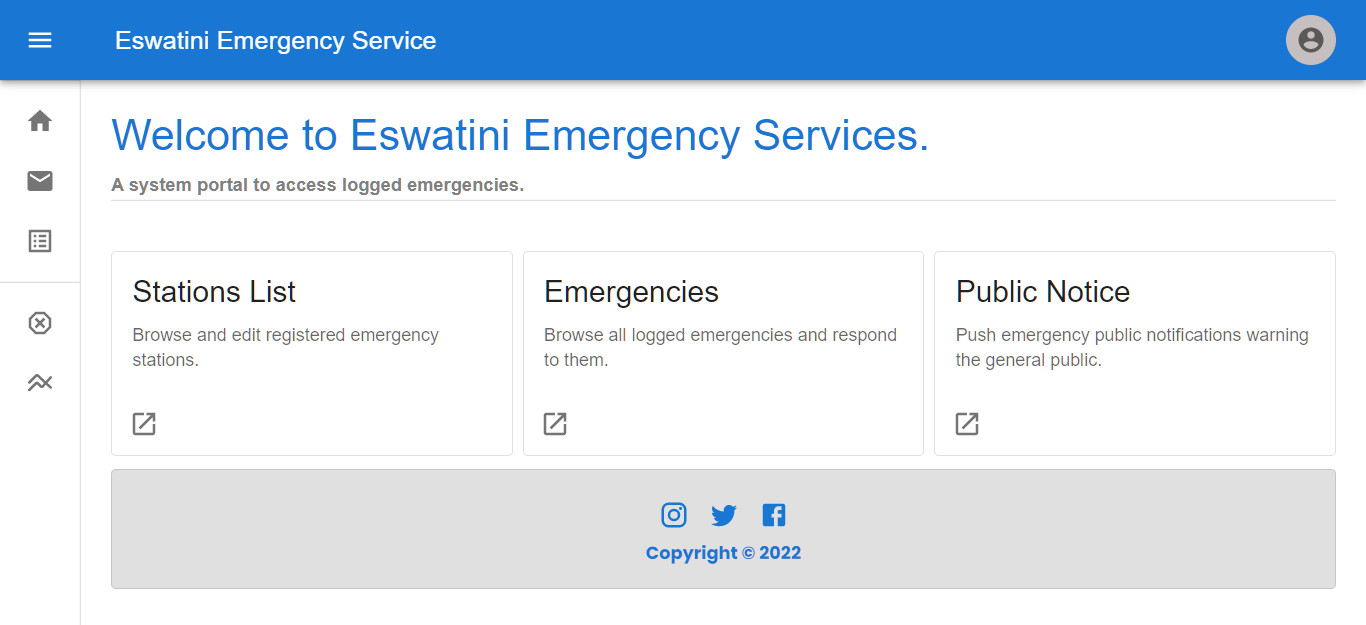 Eswatini Emergency Service
Welcome to Eswatini Emergency Services.
A system portal to access logged emergencies.
Stations List
Browse and edit registered emergency
stations.
Emergencies
Browse all logged emergencies and respond
to them.
Public Notice
Push emergency public notifications warning
the general public.
Copyright © 2022